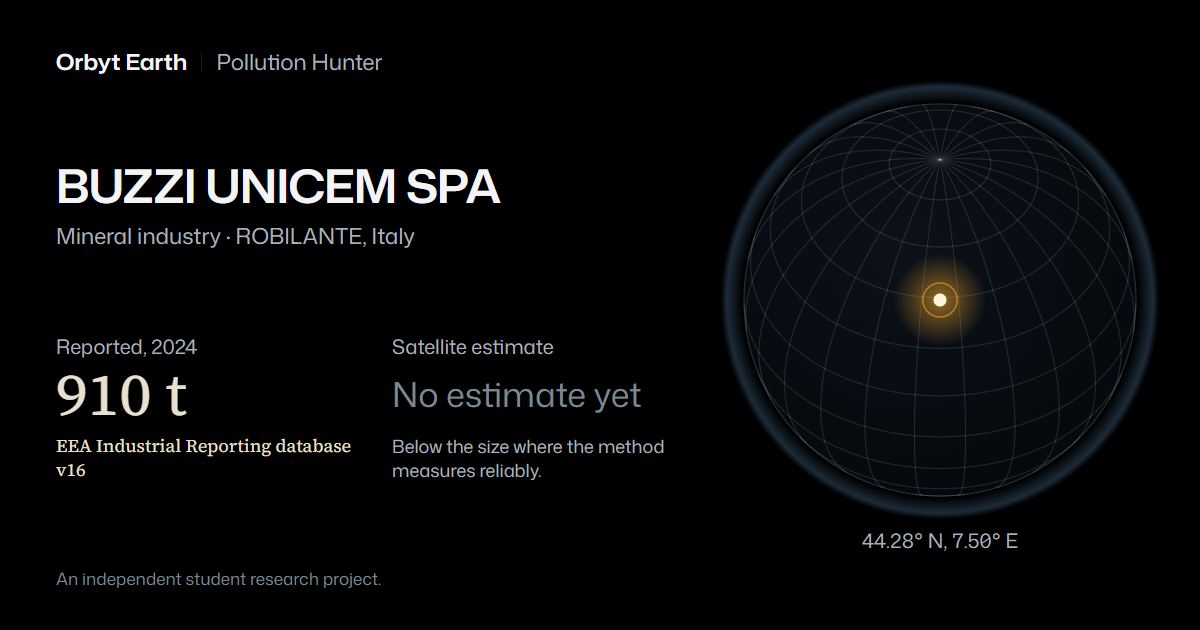 Orbyt Earth | Pollution Hunter
BUZZI UNICEM SPA
Mineral industry · ROBILANTE, Italy
Reported, 2024
910 t
EEA Industrial Reporting database
v16
Satellite estimate
No estimate yet
Below the size where the method
measures reliably.
44.28° N, 7.50° E
An independent student research project.